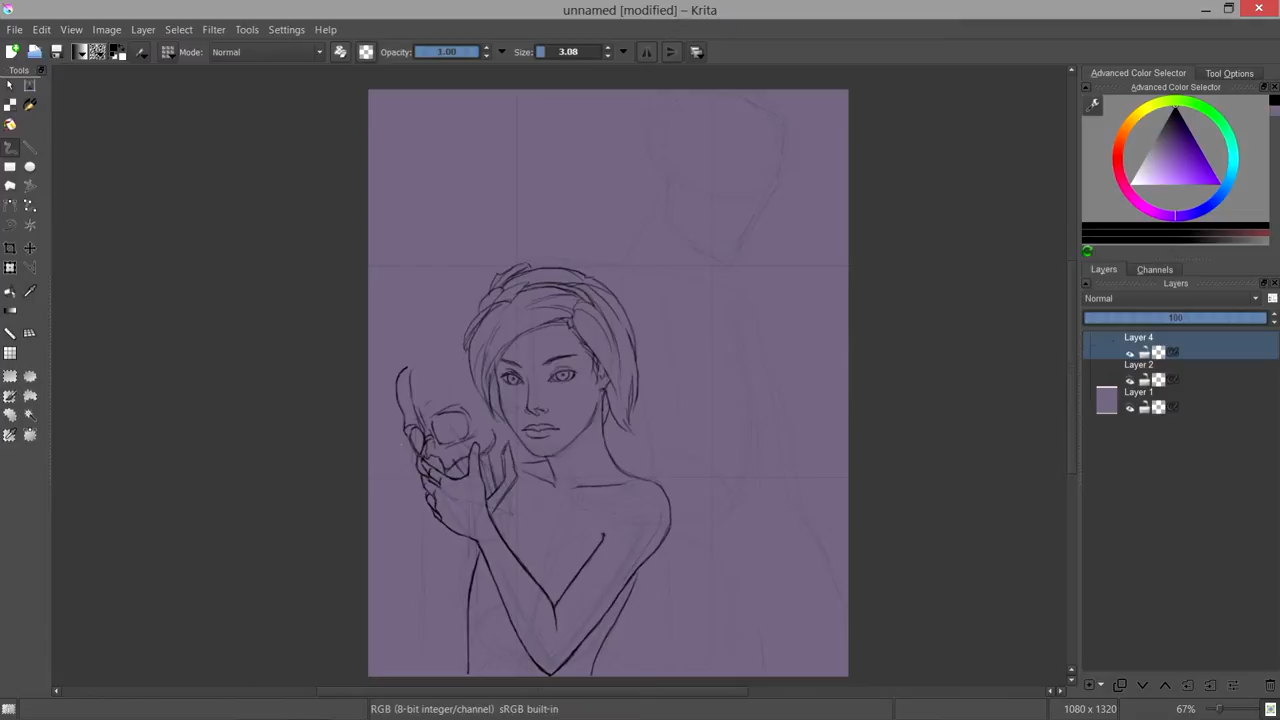 unnamed [modified] – Krita
File Edit View Image Layer Select Filter Tools Settings Help
Mode: Normal Opacity: 1.00 Size: 3.08
Tools
Advanced Color Selector Tool Options
Advanced Color Selector
Layers Channels
Layers
Normal
100
Layer 4
Layer 2
Layer 1
RGB (8-bit integer/channel) sRGB built-in 1080 x 1320 67%